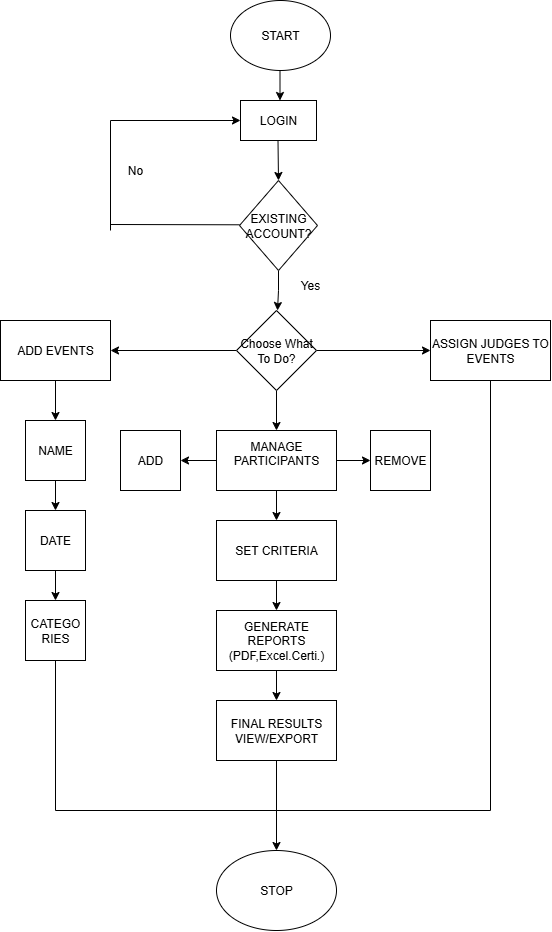 START
LOGIN
No
EXISTING
ACCOUNT?
Yes
Choose What
To Do?
ADD EVENTS
ASSIGN JUDGES TO
EVENTS
NAME
ADD
MANAGE
PARTICIPANTS
REMOVE
DATE
SET CRITERIA
CATEGO
RIES
GENERATE
REPORTS
(PDF,Excel.Certi.)
FINAL RESULTS
VIEW/EXPORT
STOP